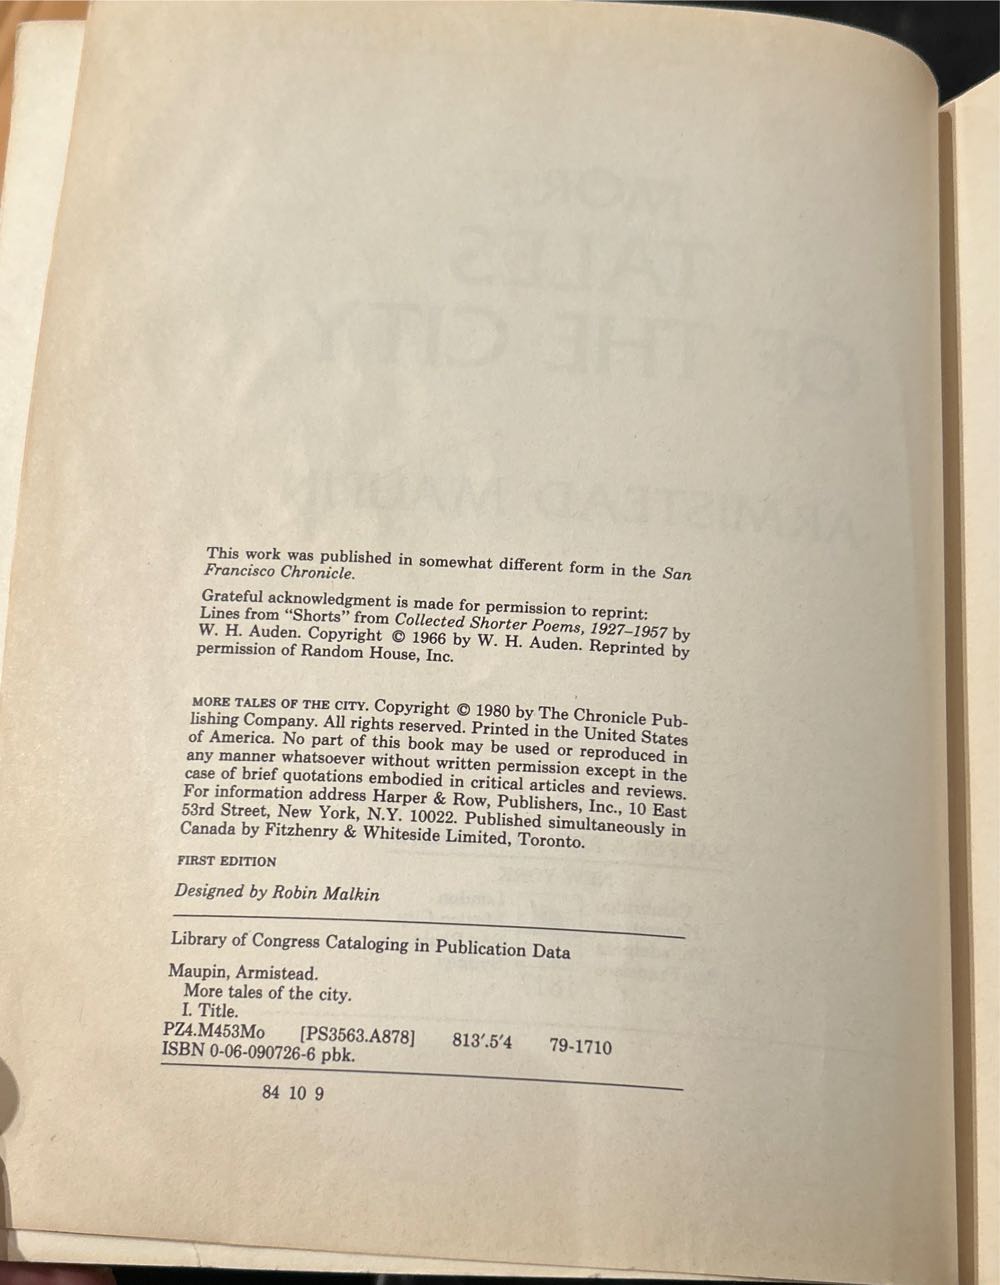 This work was published in somewhat different form in the San
Francisco Chronicle.
Grateful acknowledgment is made for permission to reprint:
Lines from “Shorts” from Collected Shorter Poems, 1927–1957 by
W. H. Auden. Copyright © 1966 by W. H. Auden. Reprinted by
permission of Random House, Inc.
MORE TALES OF THE CITY. Copyright © 1980 by The Chronicle Pub-
lishing Company. All rights reserved. Printed in the United States
of America. No part of this book may be used or reproduced in
any manner whatsoever without written permission except in the
case of brief quotations embodied in critical articles and reviews.
For information address Harper & Row, Publishers, Inc., 10 East
53rd Street, New York, N.Y. 10022. Published simultaneously in
Canada by Fitzhenry & Whiteside Limited, Toronto.
FIRST EDITION
Designed by Robin Malkin
Library of Congress Cataloging in Publication Data
Maupin, Armistead.
More tales of the city.
I. Title.
PZ4.M453Mo [PS3563.A878] 813′.5′4 79-1710
ISBN 0-06-090726-6 pbk.
84 10 9